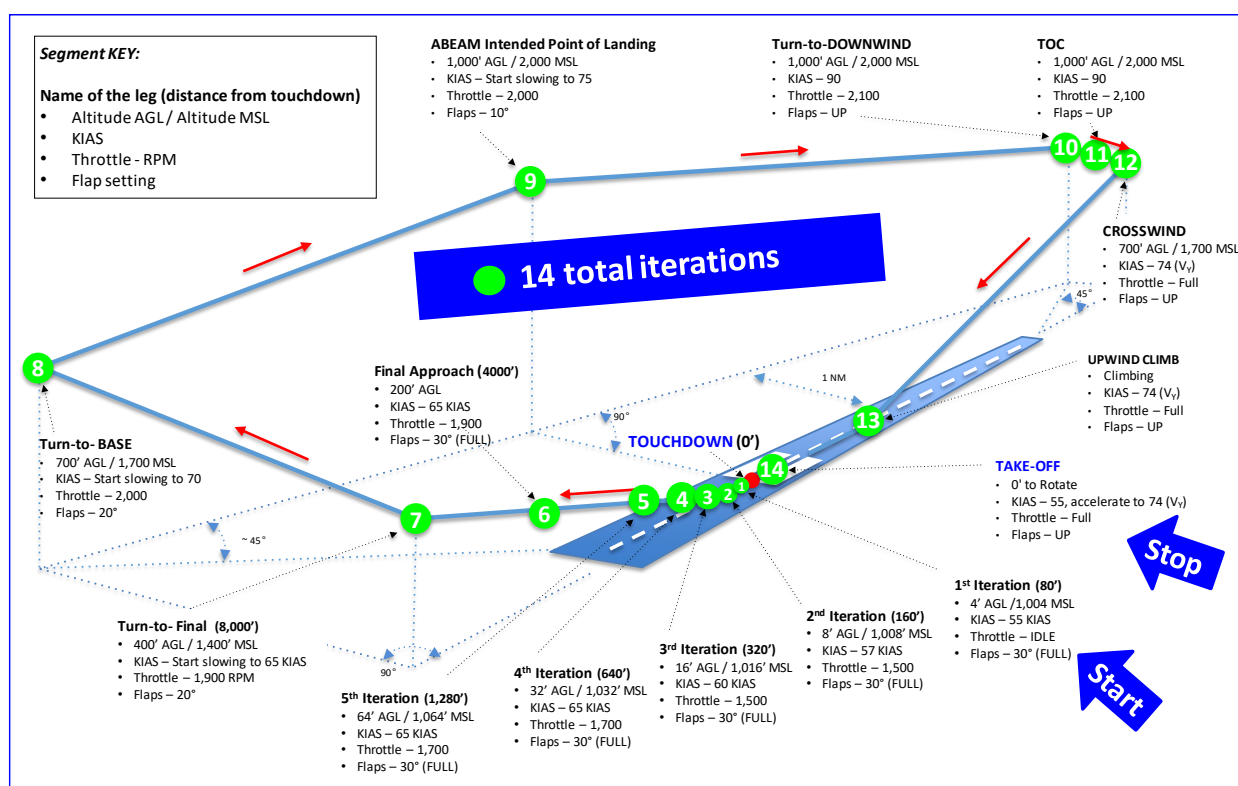 Segment KEY:
Name of the leg (distance from touchdown)
• Altitude AGL / Altitude MSL
• KIAS
• Throttle - RPM
• Flap setting
ABEAM Intended Point of Landing
• 1,000' AGL / 2,000 MSL
• KIAS – Start slowing to 75
• Throttle – 2,000
• Flaps – 10°
Turn-to-DOWNWIND
• 1,000' AGL / 2,000 MSL
• KIAS – 90
• Throttle – 2,100
• Flaps – UP
TOC
• 1,000' AGL / 2,000 MSL
• KIAS – 90
• Throttle – 2,100
• Flaps – UP
10
11
12
9
14 total iterations
CROSSWIND
• 700' AGL / 1,700 MSL
• KIAS – 74 (VY)
• Throttle – Full
• Flaps – UP
45°
8
Final Approach (4000')
• 200' AGL
• KIAS – 65 KIAS
• Throttle – 1,900
• Flaps – 30° (FULL)
1 NM
90°
UPWIND CLIMB
• Climbing
• KIAS – 74 (VY)
• Throttle – Full
• Flaps – UP
13
Turn-to- BASE
• 700' AGL / 1,700 MSL
• KIAS – Start slowing to 70
• Throttle – 2,000
• Flaps – 20°
TOUCHDOWN (0')
14
1
2
3
4
5
6
7
TAKE-OFF
• 0' to Rotate
• KIAS – 55, accelerate to 74 (VY)
• Throttle – Full
• Flaps – UP
~ 45°
Stop
Turn-to- Final (8,000')
• 400' AGL / 1,400' MSL
• KIAS – Start slowing to 65 KIAS
• Throttle – 1,900 RPM
• Flaps – 20°
90°
5th Iteration (1,280')
• 64' AGL / 1,064' MSL
• KIAS – 65 KIAS
• Throttle – 1,700
• Flaps – 30° (FULL)
4th Iteration (640')
• 32' AGL / 1,032' MSL
• KIAS – 65 KIAS
• Throttle – 1,700
• Flaps – 30° (FULL)
3rd Iteration (320')
• 16' AGL / 1,016' MSL
• KIAS – 60 KIAS
• Throttle – 1,500
• Flaps – 30° (FULL)
2nd Iteration (160')
• 8' AGL / 1,008' MSL
• KIAS – 57 KIAS
• Throttle – 1,500
• Flaps – 30° (FULL)
1st Iteration (80')
• 4' AGL /1,004 MSL
• KIAS – 55 KIAS
• Throttle – IDLE
• Flaps – 30° (FULL)
Start